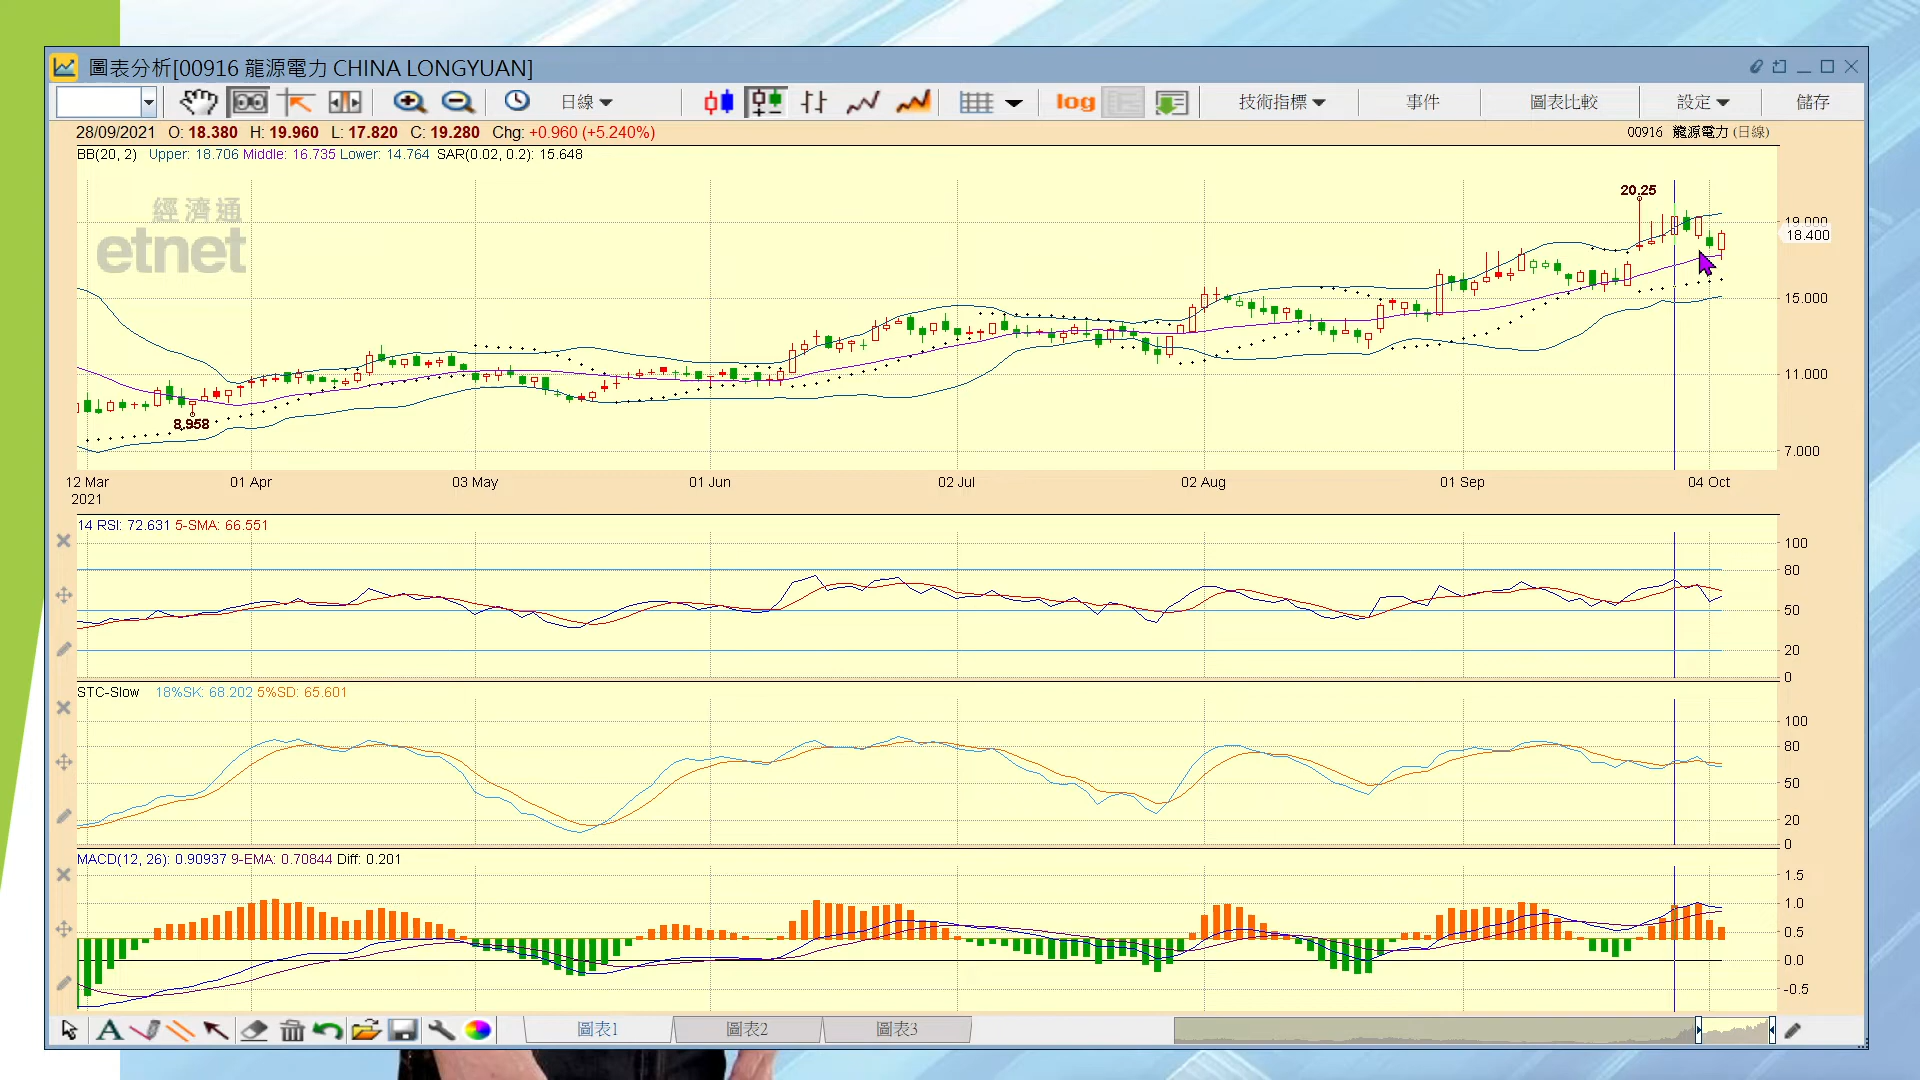 圖表分析[00916 龍源電力 CHINA LONGYUAN]
日線
log
技術指標
事件
圖表比較
設定
儲存
28/09/2021 O: 18.380 H: 19.960 L: 17.820 C: 19.280 Chg: +0.960 (+5.240%)
00916 龍源電力 (日線)
BB(20, 2) Upper: 18.706 Middle: 16.735 Lower: 14.764 SAR(0.02, 0.2): 15.648
經濟通
etnet
20.25
8.958
19.000
18.400
15.000
11.000
7.000
12 Mar 01 Apr 03 May 01 Jun 02 Jul 02 Aug 01 Sep 04 Oct
2021
14 RSI: 72.631 5-SMA: 66.551
100
80
50
20
0
STC-Slow 18%SK: 68.202 5%SD: 65.601
100
80
50
20
0
MACD(12, 26): 0.90937 9-EMA: 0.70844 Diff: 0.201
1.5
1.0
0.5
0.0
-0.5
A
圖表1
圖表2
圖表3